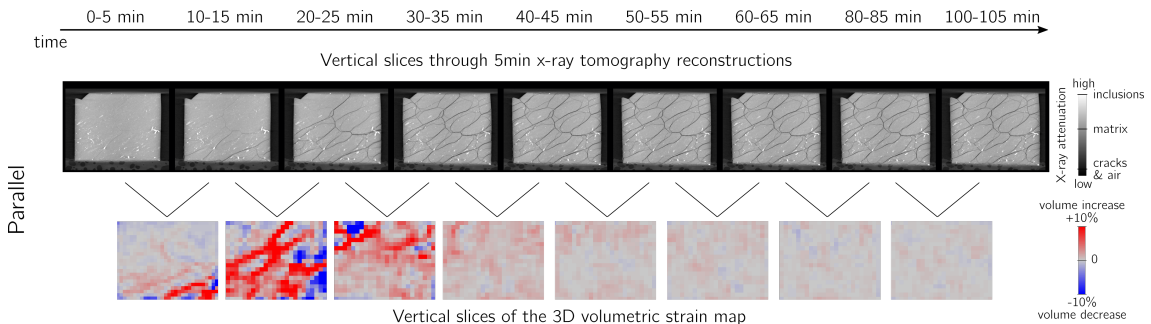 0-5 min 10-15 min 20-25 min 30-35 min 40-45 min 50-55 min 60-65 min 80-85 min 100-105 min
time
Vertical slices through 5min x-ray tomography reconstructions
Parallel
X-ray attenuation
high
inclusions
matrix
cracks
& air
low
volume increase
+10%
0
-10%
volume decrease
Vertical slices of the 3D volumetric strain map